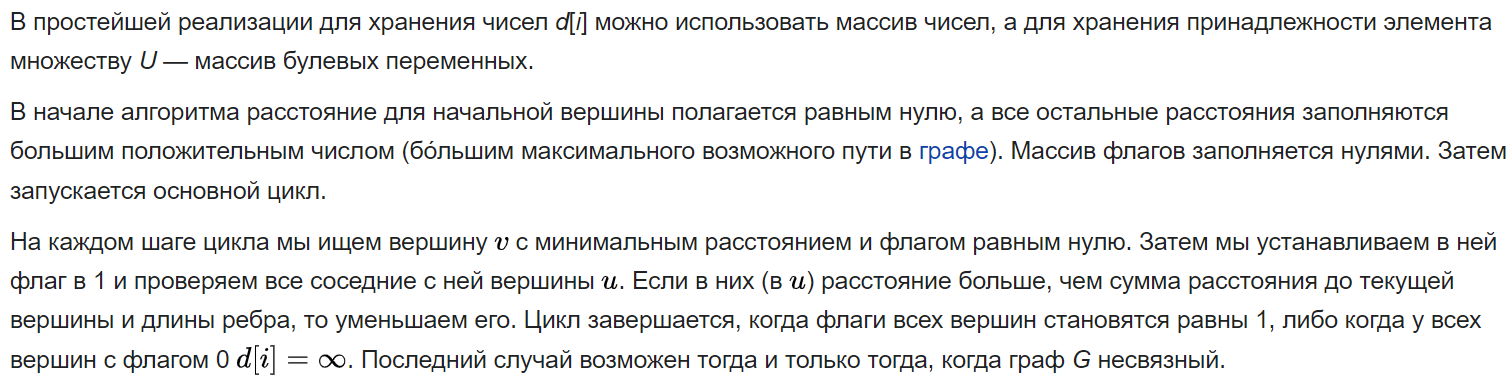 В простейшей реализации для хранения чисел d[i] можно использовать массив чисел, а для хранения принадлежности элемента
множеству U — массив булевых переменных.
В начале алгоритма расстояние для начальной вершины полагается равным нулю, а все остальные расстояния заполняются
большим положительным числом (бо́льшим максимального возможного пути в графе). Массив флагов заполняется нулями. Затем
запускается основной цикл.
На каждом шаге цикла мы ищем вершину v с минимальным расстоянием и флагом равным нулю. Затем мы устанавливаем в ней
флаг в 1 и проверяем все соседние с ней вершины u. Если в них (в u) расстояние больше, чем сумма расстояния до текущей
вершины и длины ребра, то уменьшаем его. Цикл завершается, когда флаги всех вершин становятся равны 1, либо когда у всех
вершин с флагом 0 d[i] = ∞. Последний случай возможен тогда и только тогда, когда граф G несвязный.